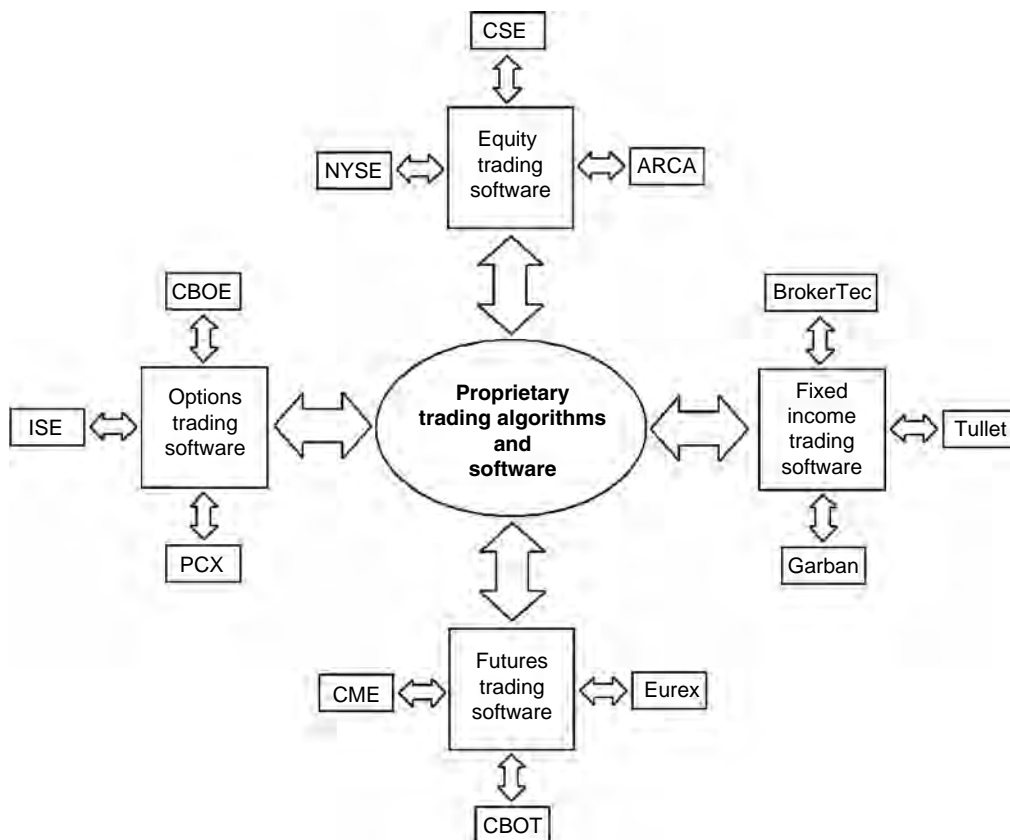 CSE
Equity
trading
software
NYSE
ARCA
CBOE
BrokerTec
Options
trading
software
ISE
Proprietary
trading algorithms
and
software
Fixed
income
trading
software
Tullet
PCX
Garban
Futures
trading
software
CME
Eurex
CBOT